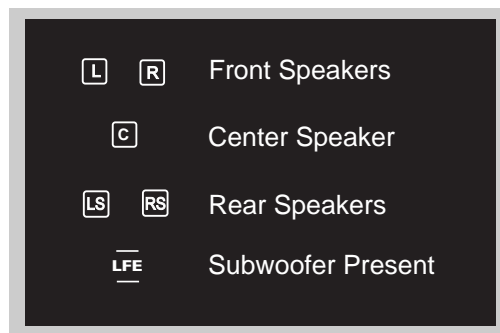 L R Front Speakers
C Center Speaker
LS RS Rear Speakers
LFE Subwoofer Present